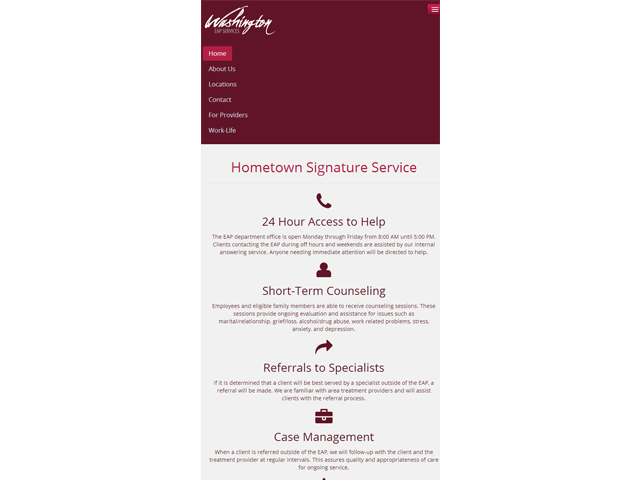 Washington
EAP SERVICES
Home
About Us
Locations
Contact
For Providers
Work-Life
Hometown Signature Service
24 Hour Access to Help
The EAP department office is open Monday through Friday from 8:00 AM until 5:00 PM.
Clients contacting the EAP during off hours and weekends are assisted by our internal
answering service. Anyone needing immediate attention will be directed to help.
Short-Term Counseling
Employees and eligible family members are able to receive counseling sessions. These
sessions provide ongoing evaluation and assistance for issues such as
marital/relationship, grief/loss, alcohol/drug abuse, work related problems, stress,
anxiety, and depression.
Referrals to Specialists
If it is determined that a client will be best served by a specialist outside of the EAP, a
referral will be made. We are familiar with area treatment providers and will assist
clients with the referral process.
Case Management
When a client is referred outside of the EAP, we will follow-up with the client and the
treatment provider at regular intervals. This assures quality and appropriateness of care
for ongoing service.